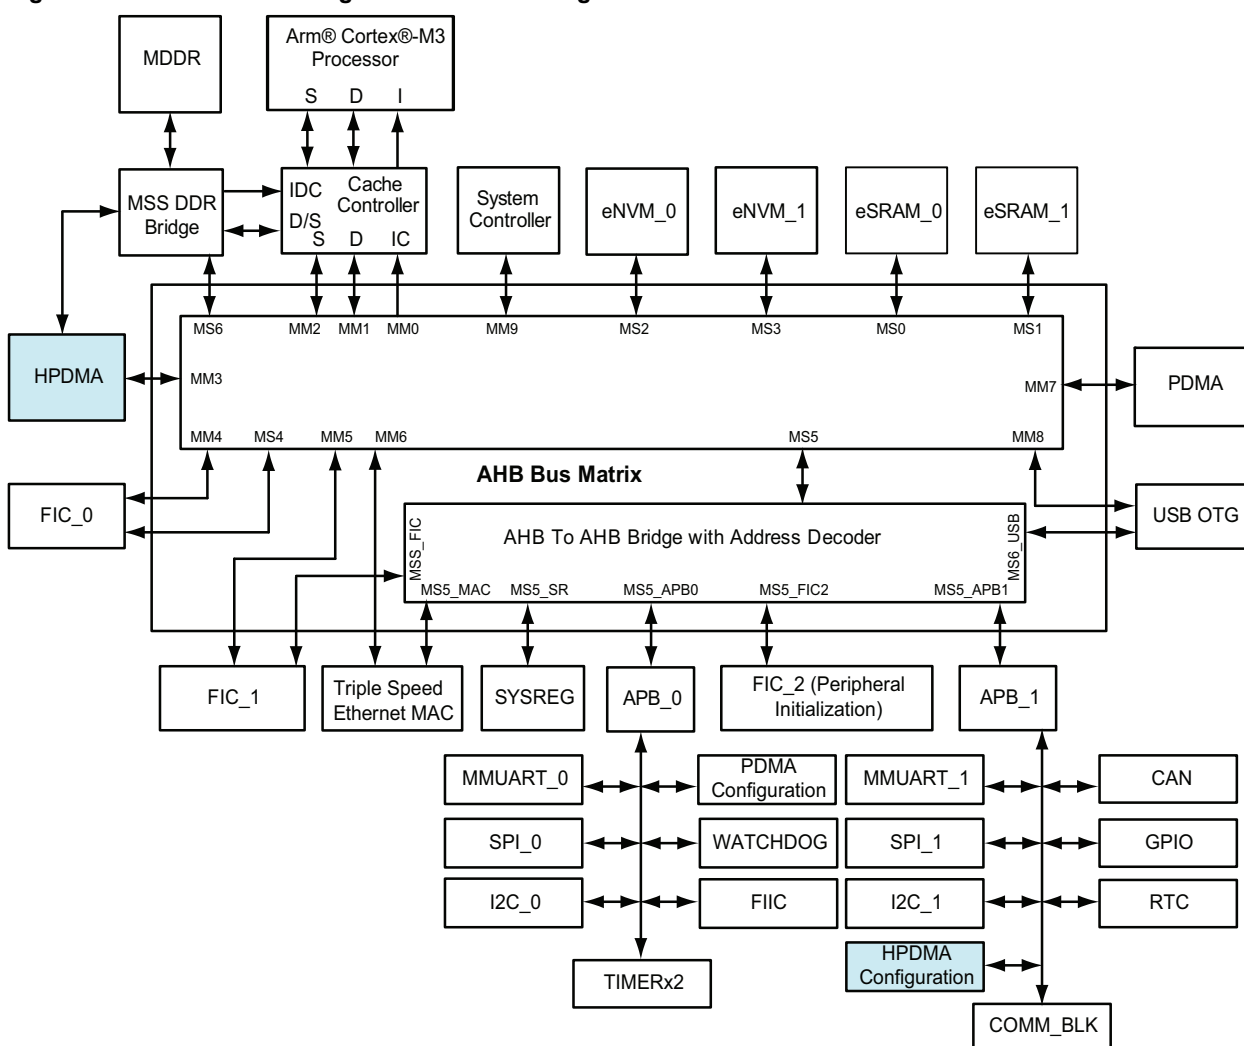 MDDR
Arm® Cortex®-M3
Processor
S D I
MSS DDR
Bridge
IDC
D/S
Cache
Controller
S D IC
System
Controller
eNVM_0
eNVM_1
eSRAM_0
eSRAM_1
MS6 MM2 MM1 MM0 MM9 MS2 MS3 MS0 MS1
HPDMA
MM3
MM7
PDMA
MM4 MS4 MM5 MM6 MS5 MM8
AHB Bus Matrix
FIC_0
USB OTG
MSS_FIC
AHB To AHB Bridge with Address Decoder
MS6_USB
MS5_MAC MS5_SR MS5_APB0 MS5_FIC2 MS5_APB1
FIC_1
Triple Speed
Ethernet MAC
SYSREG
APB_0
FIC_2 (Peripheral
Initialization)
APB_1
MMUART_0
PDMA
Configuration
MMUART_1
CAN
SPI_0
WATCHDOG
SPI_1
GPIO
I2C_0
FIIC
I2C_1
RTC
HPDMA
Configuration
TIMERx2
COMM_BLK